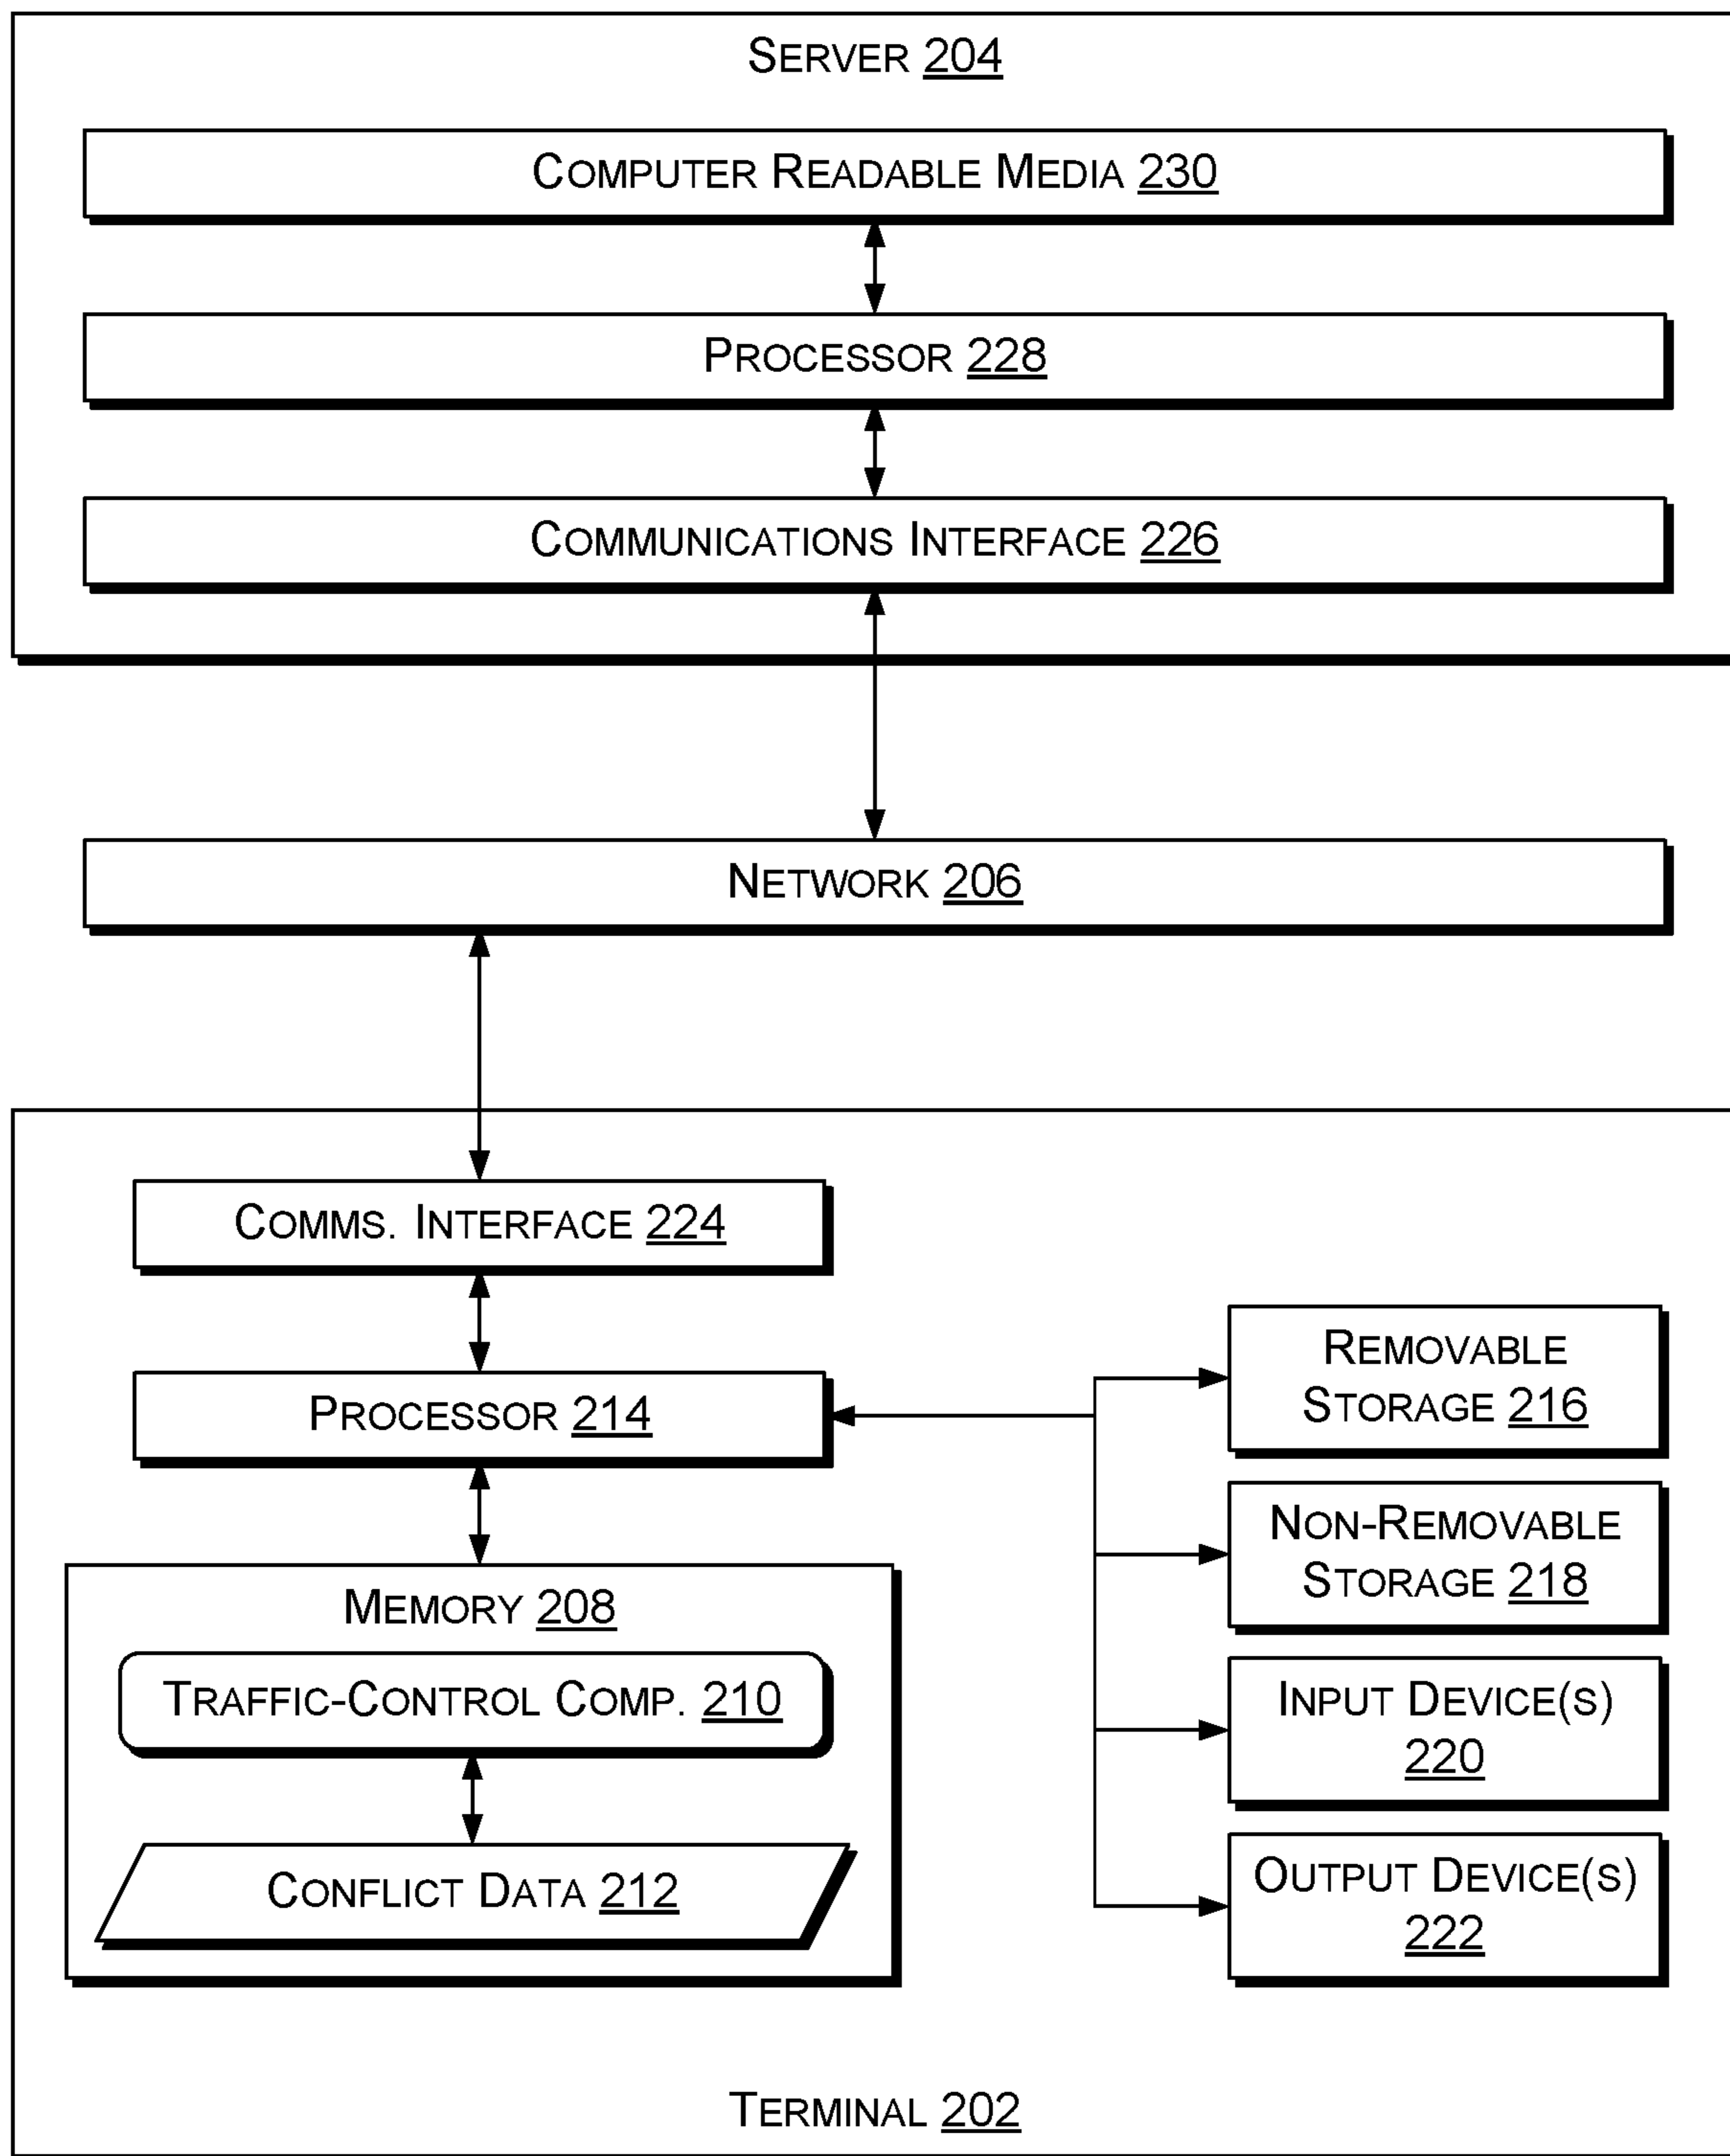 SERVER 204
COMPUTER READABLE MEDIA 230
PROCESSOR 228
COMMUNICATIONS INTERFACE 226
NETWORK 206
COMMS. INTERFACE 224
PROCESSOR 214
MEMORY 208
TRAFFIC-CONTROL COMP. 210
CONFLICT DATA 212
REMOVABLE
STORAGE 216
NON-REMOVABLE
STORAGE 218
INPUT DEVICE(S)
220
OUTPUT DEVICE(S)
222
TERMINAL 202